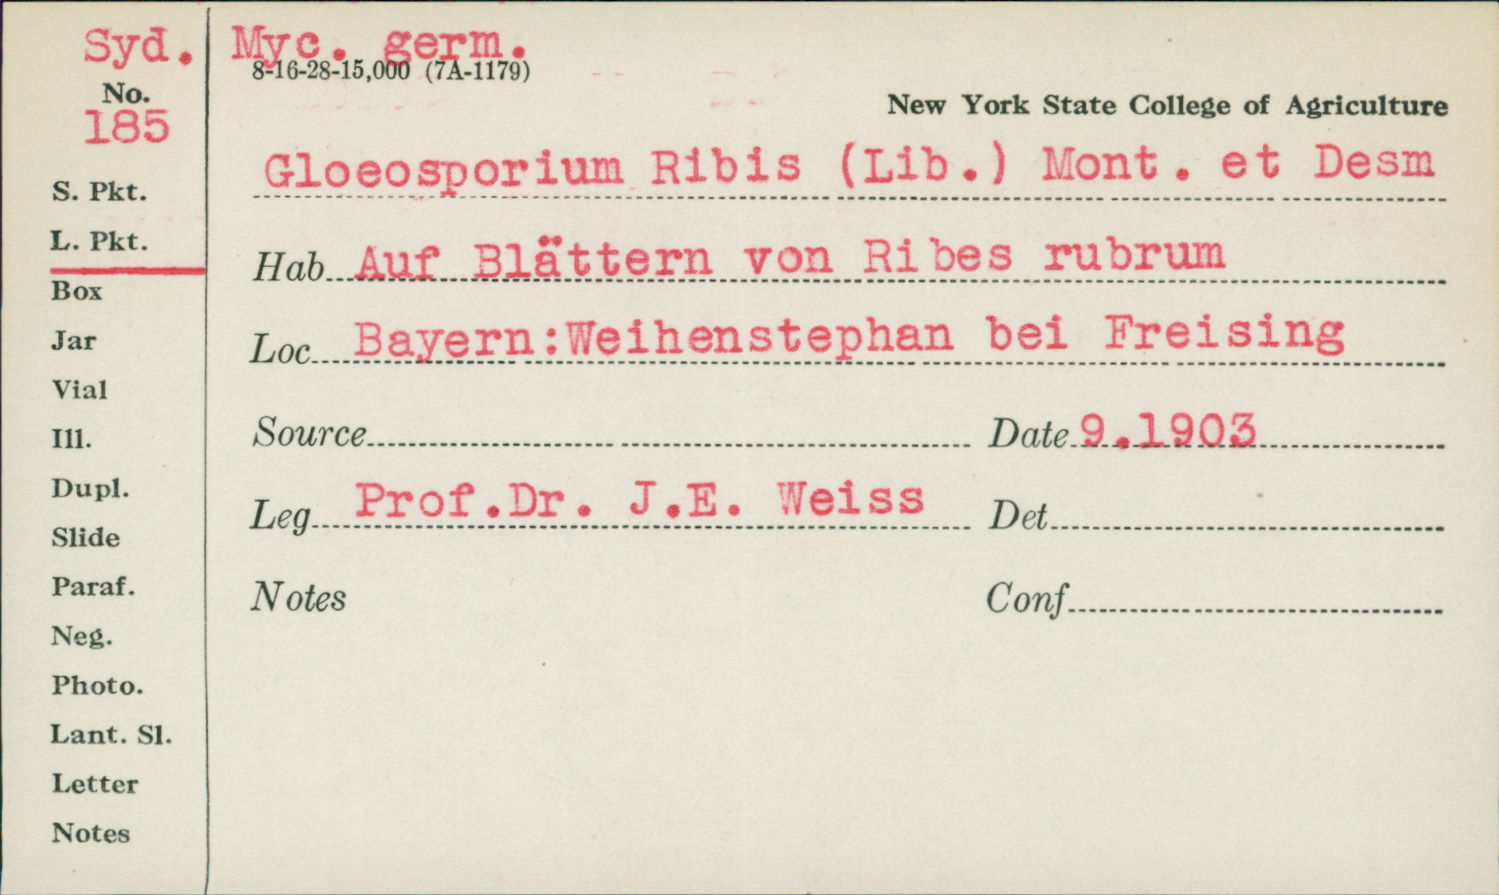 Syd. Myc. germ.
8-16-28-15,000 (7A-1179)
No.
185
New York State College of Agriculture
Gloeosporium Ribis (Lib.) Mont. et Desm
S. Pkt.
L. Pkt.
Hab Auf Blättern von Ribes rubrum
Box
Jar
Loc Bayern:Weihenstephan bei Freising
Vial
Ill.
Source Date 9.1903
Dupl.
Leg Prof.Dr. J.E. Weiss Det
Slide
Paraf.
Notes Conf
Neg.
Photo.
Lant. Sl.
Letter
Notes